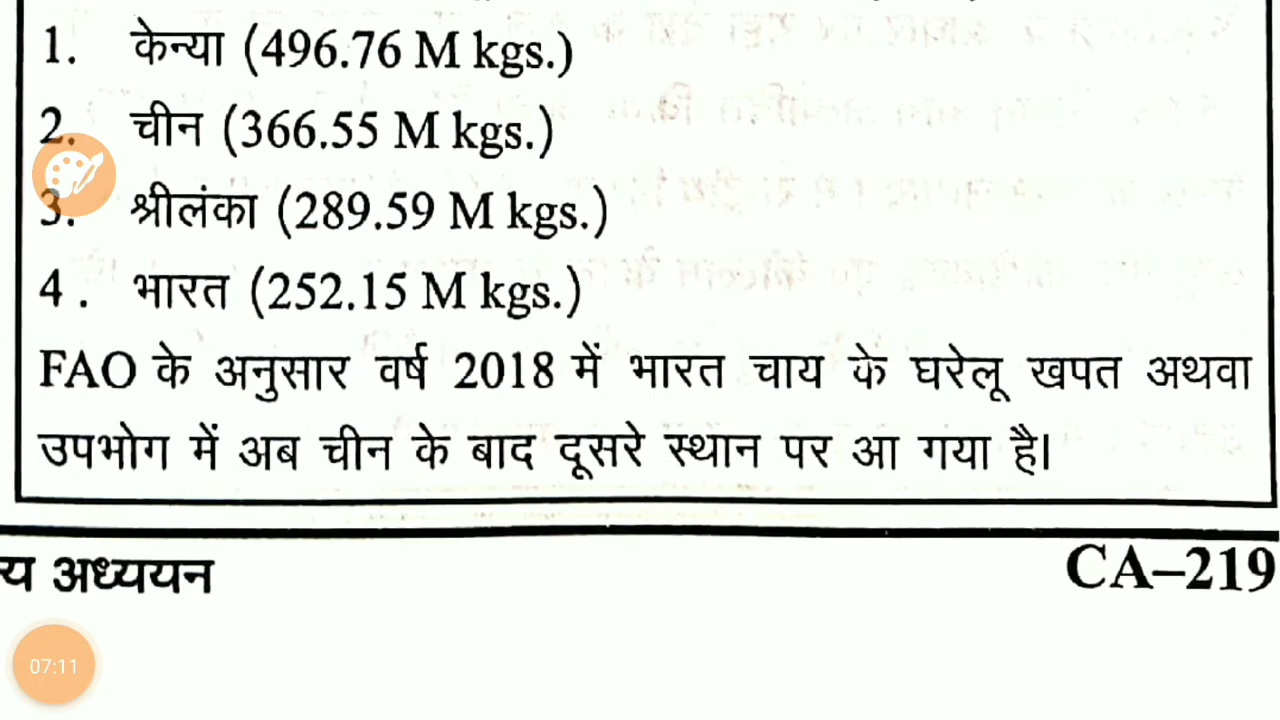 1. केन्या (496.76 M kgs.)
2. चीन (366.55 M kgs.)
3. श्रीलंका (289.59 M kgs.)
4 . भारत (252.15 M kgs.)
FAO के अनुसार वर्ष 2018 में भारत चाय के घरेलू खपत अथवा
उपभोग में अब चीन के बाद दूसरे स्थान पर आ गया है।
य अध्ययन CA–219
07:11